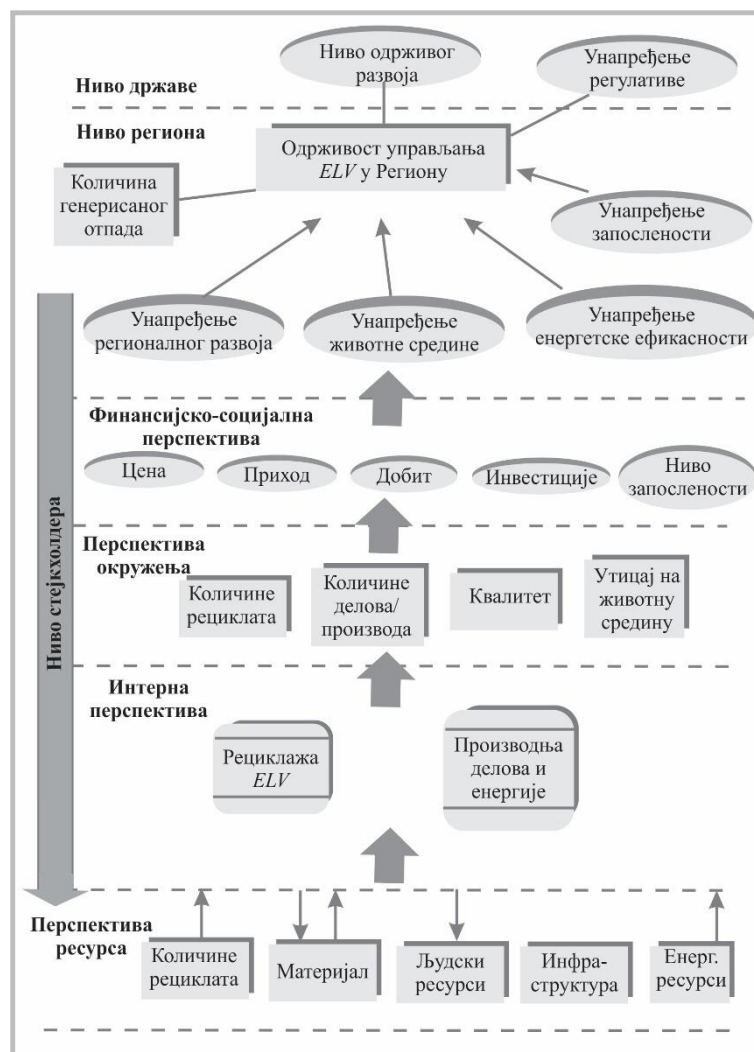 Ниво одрживог
развоја
Унапређење
регулативе
Ниво државе
Ниво региона
Одрживост управљања
ELV у Региону
Количина
генерисаног
отпада
Унапређење
запослености
Унапређење
регионалног развоја
Унапређење
животне средине
Унапређење
енергетске ефикасности
Финансијско-социјална
перспектива
Цена
Приход
Добит
Инвестиције
Ниво
запослености
Ниво стејкхолдера
Перспектива
окружења
Количине
рециклата
Количине
делова/
производа
Квалитет
Утицај на
животну
средину
Интерна
перспектива
Рециклажа
ELV
Производња
делова и
енергије
Перспектива
ресурса
Количине
рециклата
Материјал
Људски
ресурси
Инфра-
структура
Енерг.
ресурси